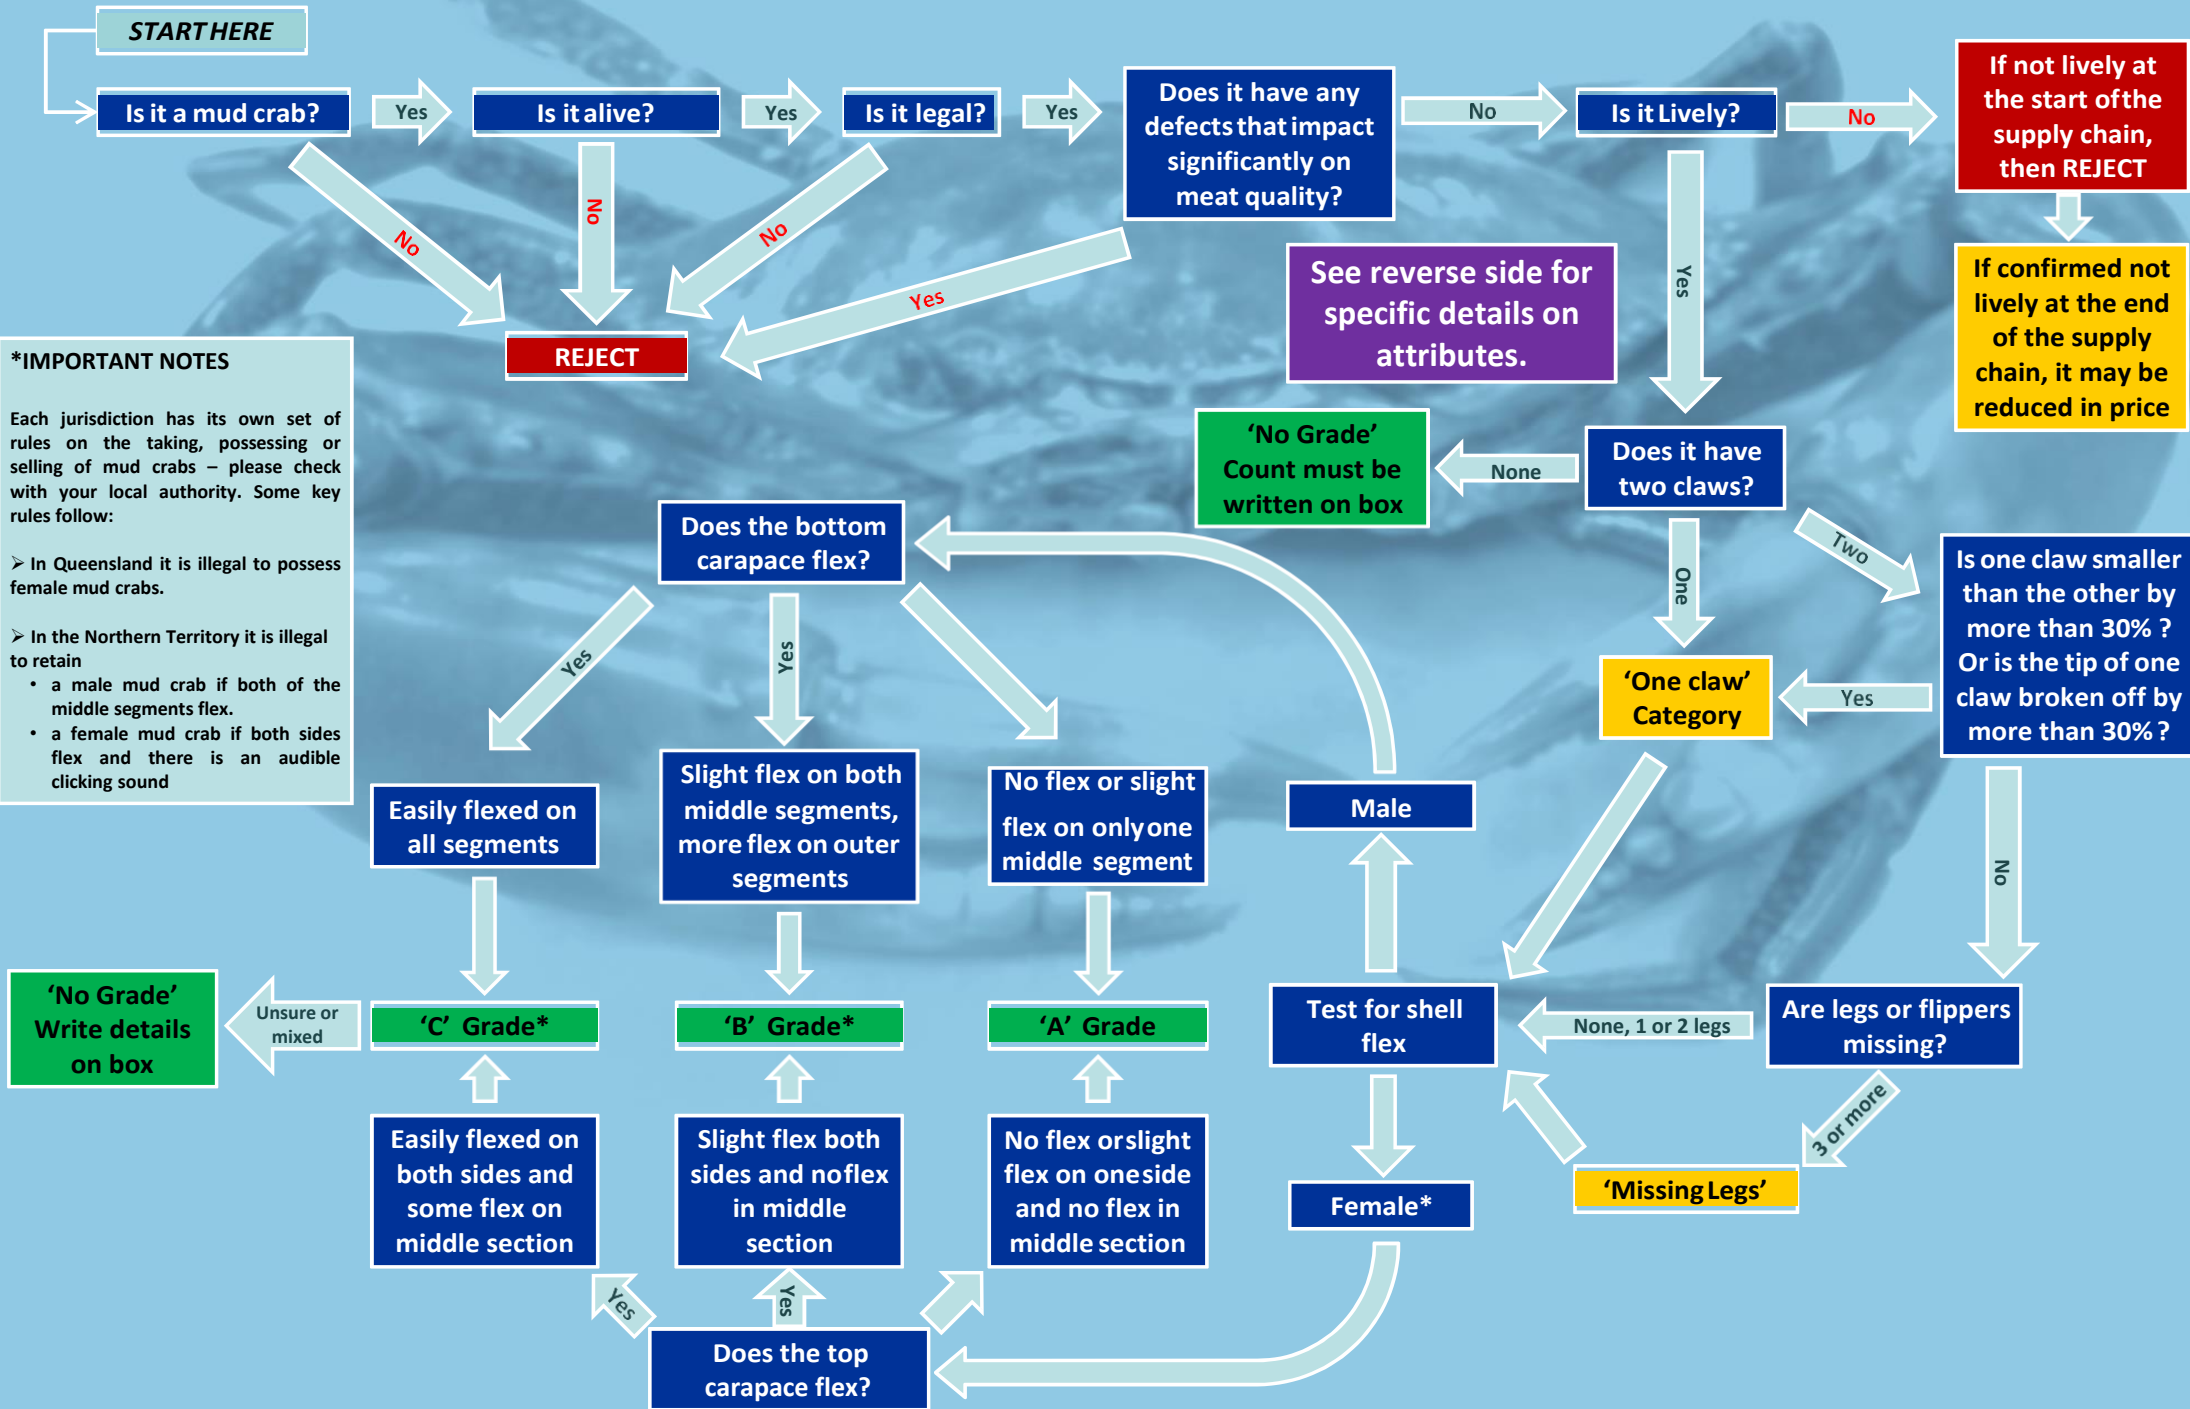 START HERE
Is it a mud crab?
Yes
Is it alive?
Yes
Is it legal?
Yes
Does it have any
defects that impact
significantly on
meat quality?
No
Is it Lively?
No
If not lively at
the start of the
supply chain,
then REJECT
No
No
No
Yes
REJECT
See reverse side for
specific details on
attributes.
Yes
If confirmed not
lively at the end
of the supply
chain, it may be
reduced in price
*IMPORTANT NOTES
Each jurisdiction has its own set of
rules on the taking, possessing or
selling of mud crabs – please check
with your local authority. Some key
rules follow:
➢ In Queensland it is illegal to possess
female mud crabs.
➢ In the Northern Territory it is illegal
to retain
• a male mud crab if both of the
middle segments flex.
• a female mud crab if both sides
flex and there is an audible
clicking sound
‘No Grade’
Count must be
written on box
None
Does it have
two claws?
One
Two
Is one claw smaller
than the other by
more than 30% ?
Or is the tip of one
claw broken off by
more than 30% ?
Yes
‘One claw’
Category
No
Does the bottom
carapace flex?
Yes
Yes
Easily flexed on
all segments
Slight flex on both
middle segments,
more flex on outer
segments
No flex or slight
flex on only one
middle segment
Male
‘No Grade’
Write details
on box
Unsure or
mixed
‘C’ Grade*
‘B’ Grade*
‘A’ Grade
Test for shell
flex
None, 1 or 2 legs
Are legs or flippers
missing?
3 or more
‘Missing Legs’
Easily flexed on
both sides and
some flex on
middle section
Slight flex both
sides and no flex
in middle
section
No flex or slight
flex on one side
and no flex in
middle section
Female*
Yes
Yes
Does the top
carapace flex?